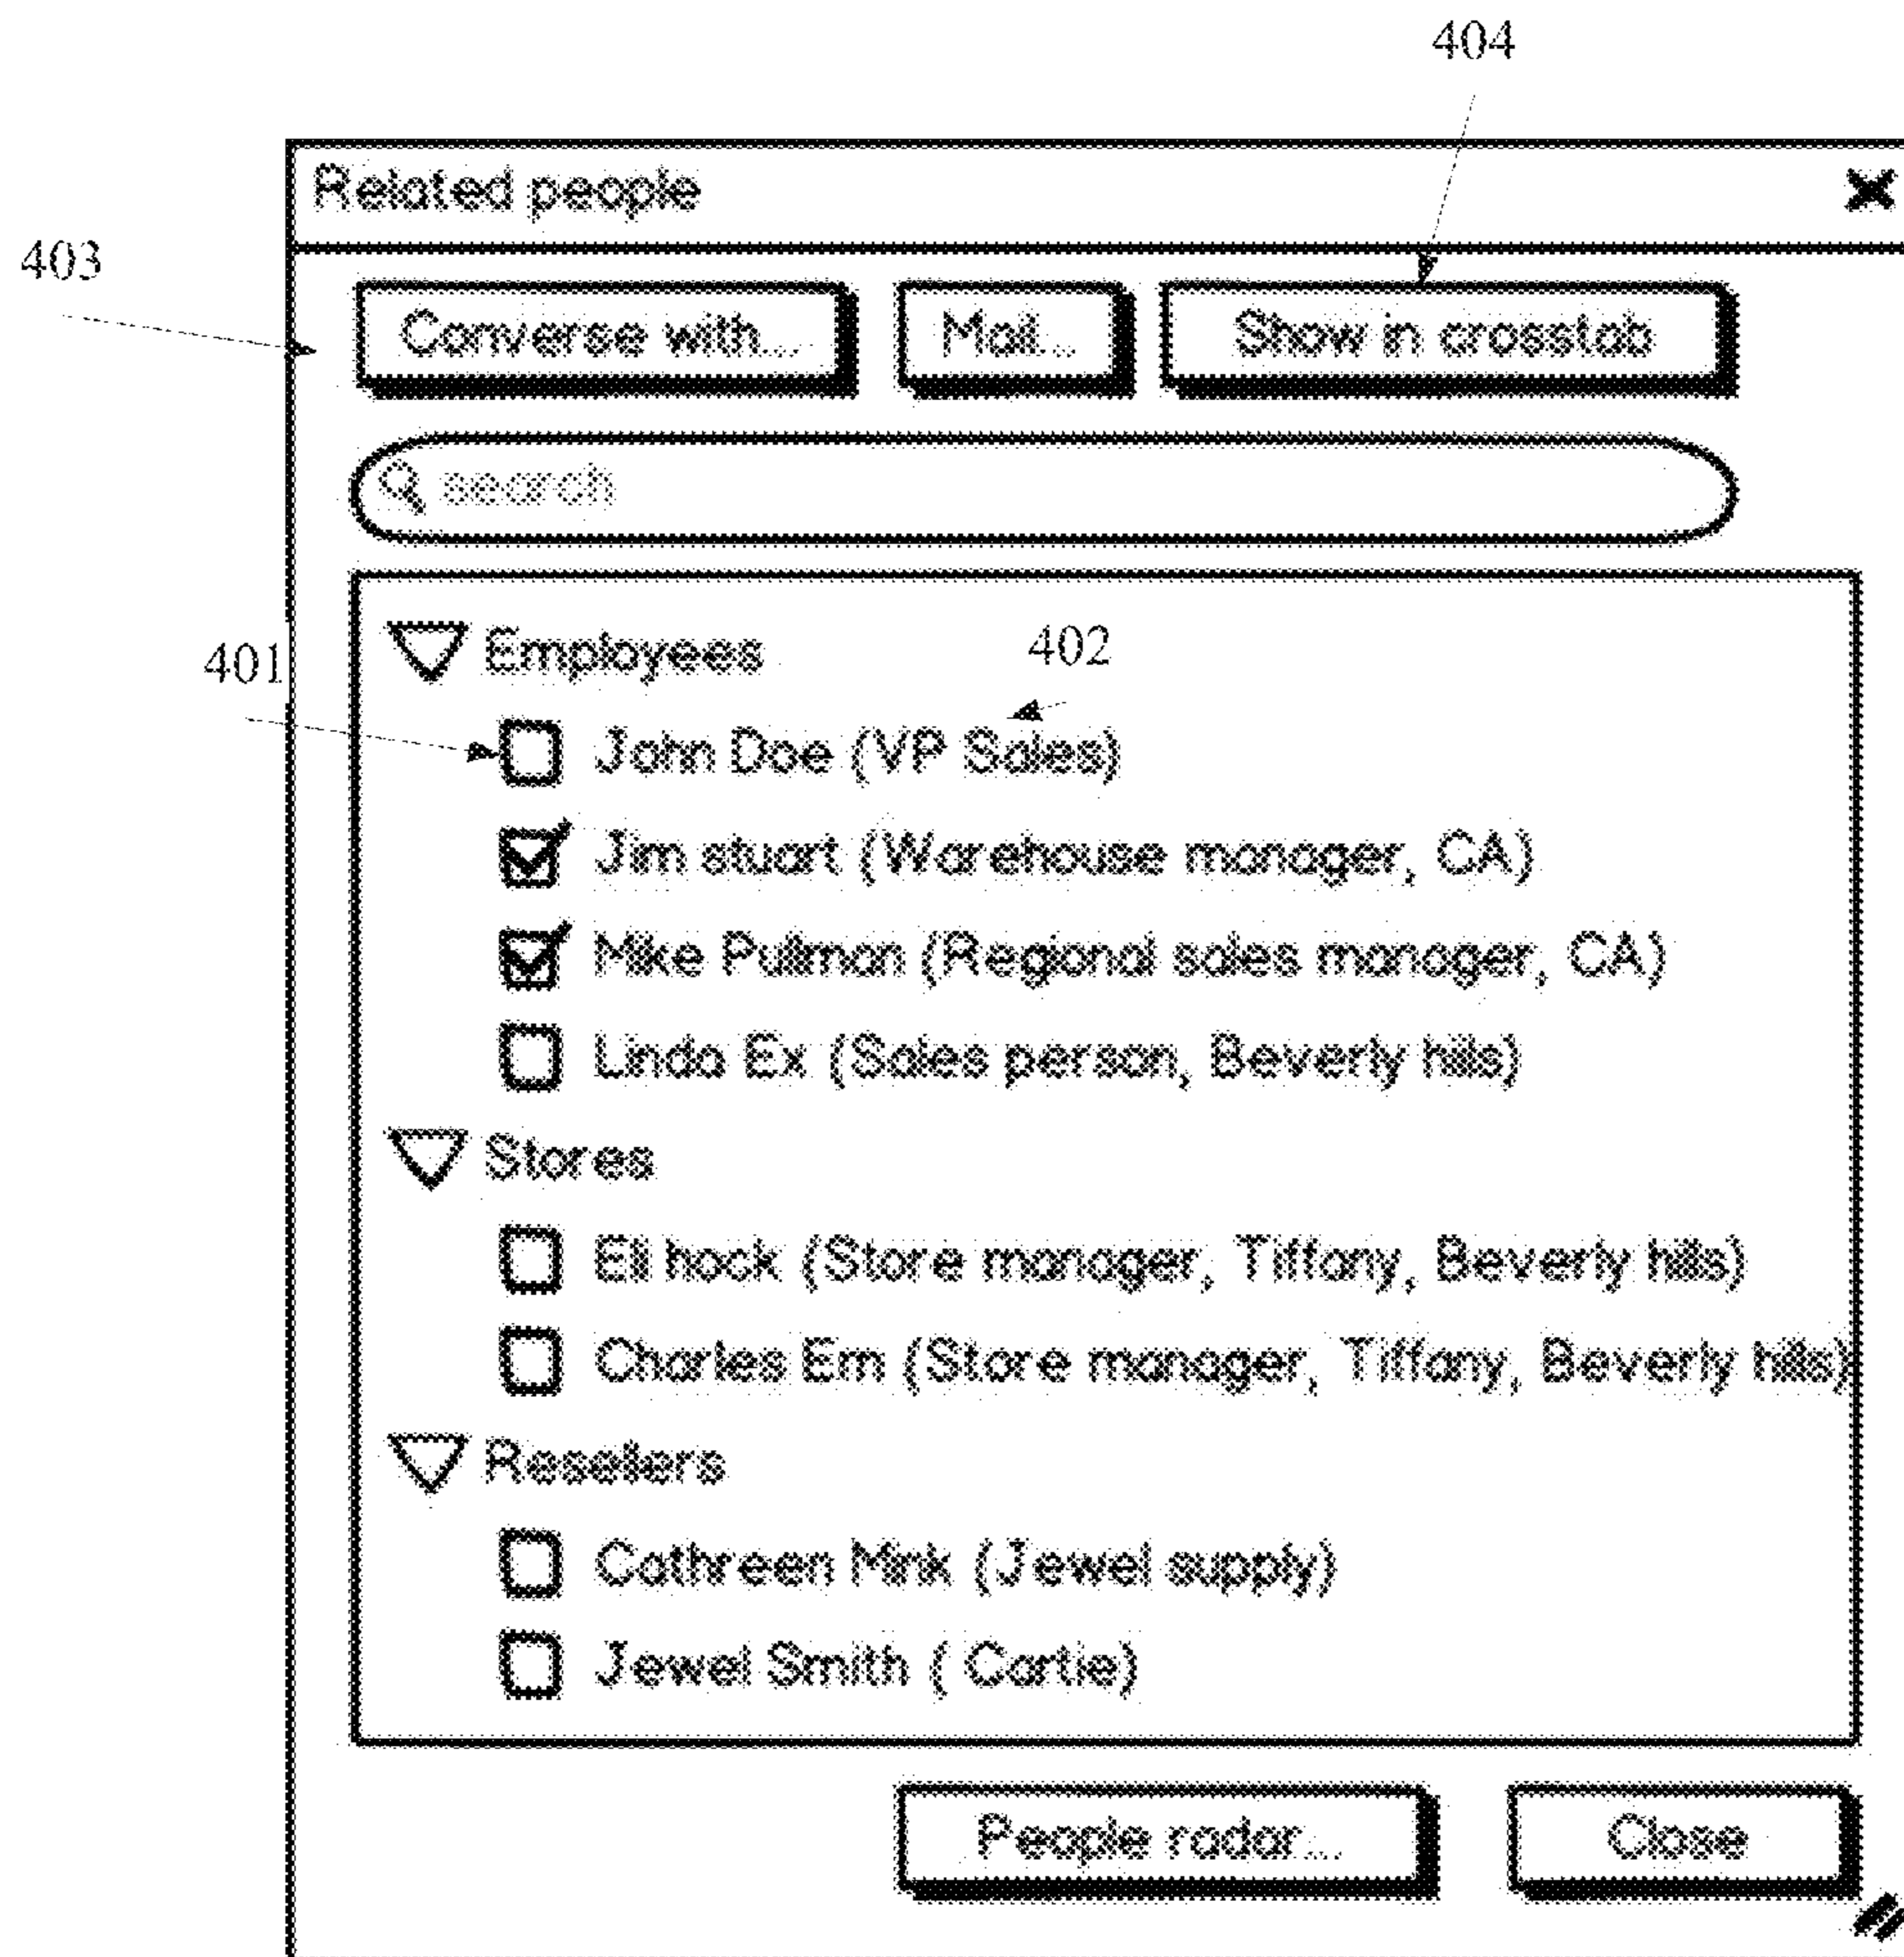 404
Related people
403
Converse with... Mail... Show in crosstab
search
Employees
402
401
John Doe (VP Sales)
Jim stuart (Warehouse manager, CA)
Mike Pullman (Regional sales manager, CA)
Linda Ex (Sales person, Beverly hills)
Stores
Eli hock (Store manager, Tiffany, Beverly hills)
Charles Em (Store manager, Tiffany, Beverly hills)
Resellers
Cathreen Mink (Jewel supply)
Jewel Smith ( Cartie)
People radar... Close